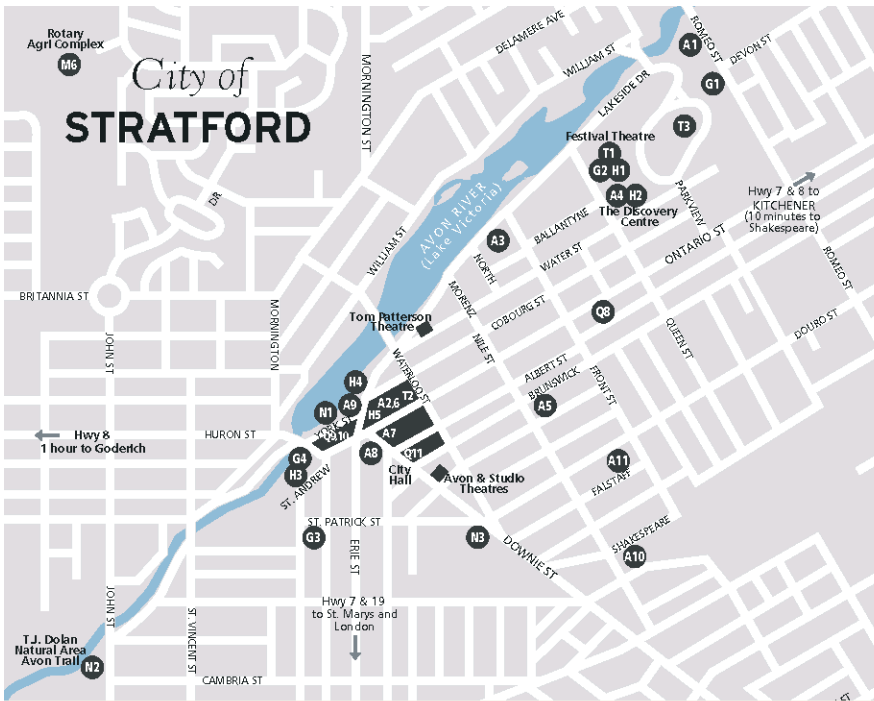 Rotary
Agri Complex
M6
City of
STRATFORD
MORNINGTON ST
DELAMERE AVE
WILLIAM ST
LAKESIDE DR
ROMEO ST
DEVON ST
A1
G1
T3
Festival Theatre
T1
G2
H1
A4
H2
The Discovery
Centre
PARKVIEW
Hwy 7 & 8 to
KITCHENER
(10 minutes to
Shakespeare)
DR
AVON RIVER
(Lake Victoria)
WILLIAM ST
A3
NORTH
BALLANTYNE
WATER ST
ONTARIO ST
ROMEO ST
BRITANNIA ST
JOHN ST
MORNINGTON
Tom Patterson
Theatre
MORENZ
COBOURG ST
NILE ST
Q8
QUEEN ST
DOURO ST
WATERLOO ST
ALBERT ST
BRUNSWICK
FRONT ST
H4
A9
N1
H5
A2,6
T2
A5
Hwy 8
1 hour to Goderich
HURON ST
YORK ST
Q9,10
A7
A8
Q11
City
Hall
G4
H3
ST. ANDREW
Avon & Studio
Theatres
A11
FALSTAFF
ST. PATRICK ST
G3
ERIE ST
N3
DOWNIE ST
SHAKESPEARE
A10
Hwy 7 & 19
to St. Marys and
London
JOHN ST
ST. VINCENT ST
T.J. Dolan
Natural Area
Avon Trail
N2
CAMBRIA ST
ST